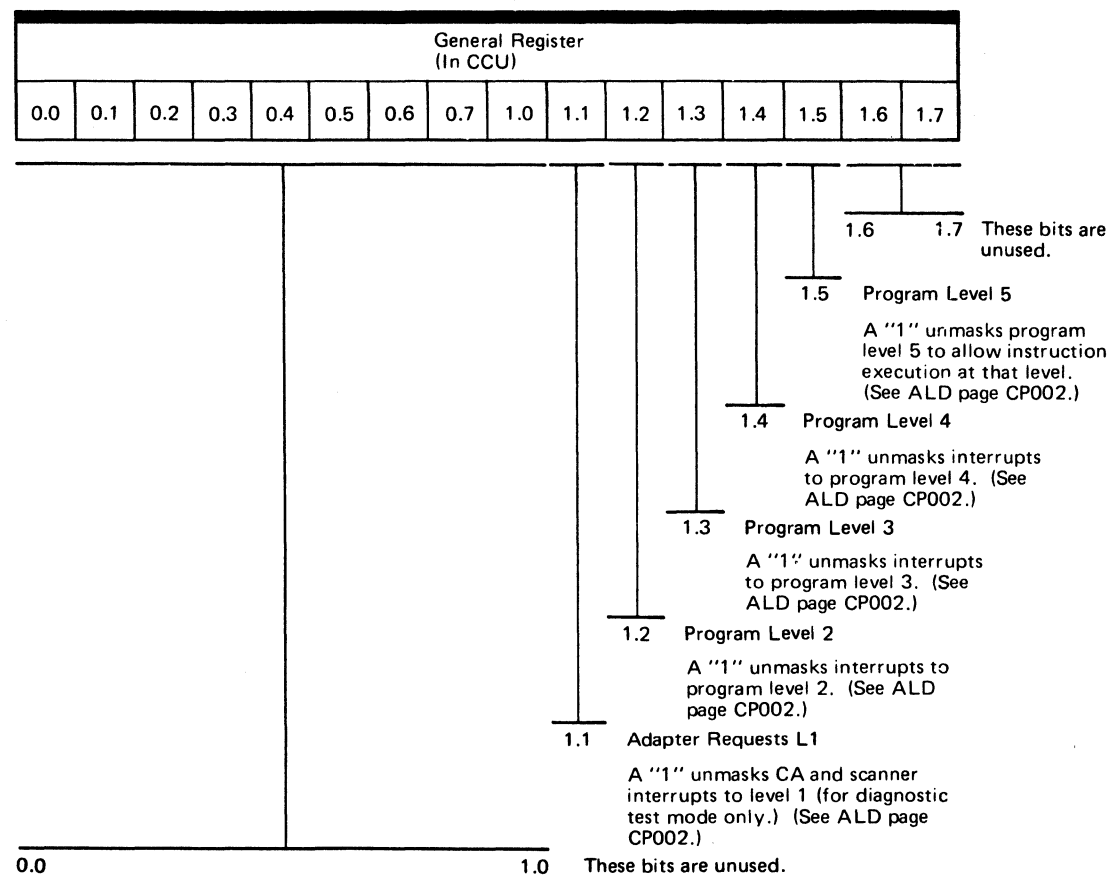 General Register
(In CCU)
0.0 0.1 0.2 0.3 0.4 0.5 0.6 0.7 1.0 1.1 1.2 1.3 1.4 1.5 1.6 1.7
1.6 1.7 These bits are
unused.
1.5 Program Level 5
A "1" unmasks program
level 5 to allow instruction
execution at that level.
(See ALD page CP002.)
1.4 Program Level 4
A "1" unmasks interrupts
to program level 4. (See
ALD page CP002.)
1.3 Program Level 3
A "1" unmasks interrupts
to program level 3. (See
ALD page CP002.)
1.2 Program Level 2
A "1" unmasks interrupts to
program level 2. (See ALD
page CP002.)
1.1 Adapter Requests L1
A "1" unmasks CA and scanner
interrupts to level 1 (for diagnostic
test mode only.) (See ALD page
CP002.)
0.0 1.0 These bits are unused.